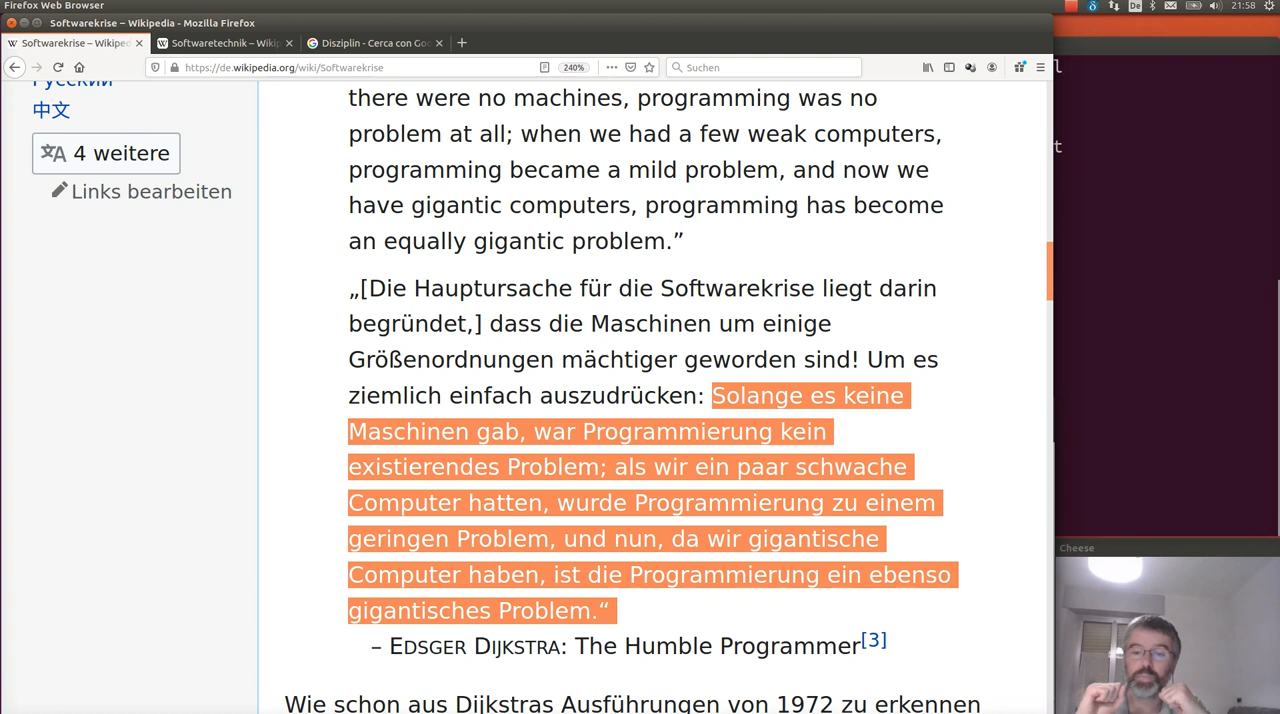 Firefox Web Browser
De
21:58
Softwarekrise – Wikipedia - Mozilla Firefox
Softwarekrise – Wikiped
Softwaretechnik – Wikip
Disziplin - Cerca con Goo
https://de.wikipedia.org/wiki/Softwarekrise
240%
Suchen
Русский
中文
4 weitere
Links bearbeiten
there were no machines, programming was no
problem at all; when we had a few weak computers,
programming became a mild problem, and now we
have gigantic computers, programming has become
an equally gigantic problem.”
„[Die Hauptursache für die Softwarekrise liegt darin
begründet,] dass die Maschinen um einige
Größenordnungen mächtiger geworden sind! Um es
ziemlich einfach auszudrücken: Solange es keine
Maschinen gab, war Programmierung kein
existierendes Problem; als wir ein paar schwache
Computer hatten, wurde Programmierung zu einem
geringen Problem, und nun, da wir gigantische
Computer haben, ist die Programmierung ein ebenso
gigantisches Problem.“
– Edsger Dijkstra: The Humble Programmer[3]
Wie schon aus Dijkstras Ausführungen von 1972 zu erkennen
l
t
Cheese